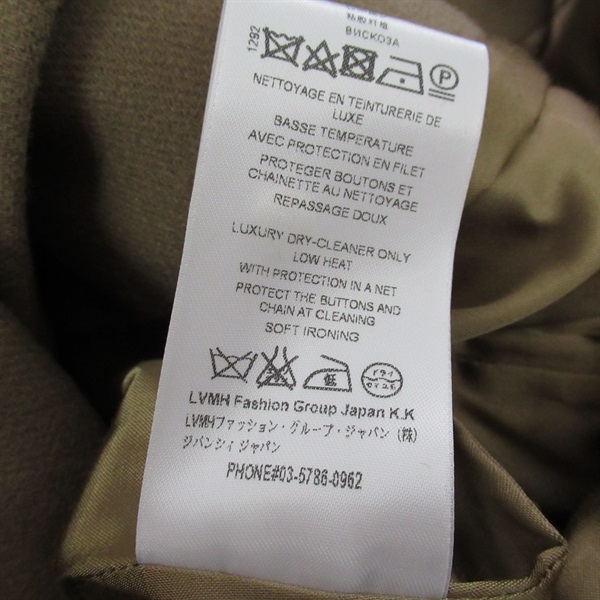 ВИСКОЗА
1292
P
NETTOYAGE EN TEINTURERIE DE
LUXE
BASSE TEMPERATURE
AVEC PROTECTION EN FILET
PROTEGER BOUTONS ET
CHAINETTE AU NETTOYAGE
REPASSAGE DOUX
LUXURY DRY-CLEANER ONLY
LOW HEAT
WITH PROTECTION IN A NET
PROTECT THE BUTTONS AND
CHAIN AT CLEANING
SOFT IRONING
低 ドライ
LVMH Fashion Group Japan K.K
LVMHファッション・グループ・ジャパン (株)
ジバンシィ ジャパン
PHONE#03-5786-0962